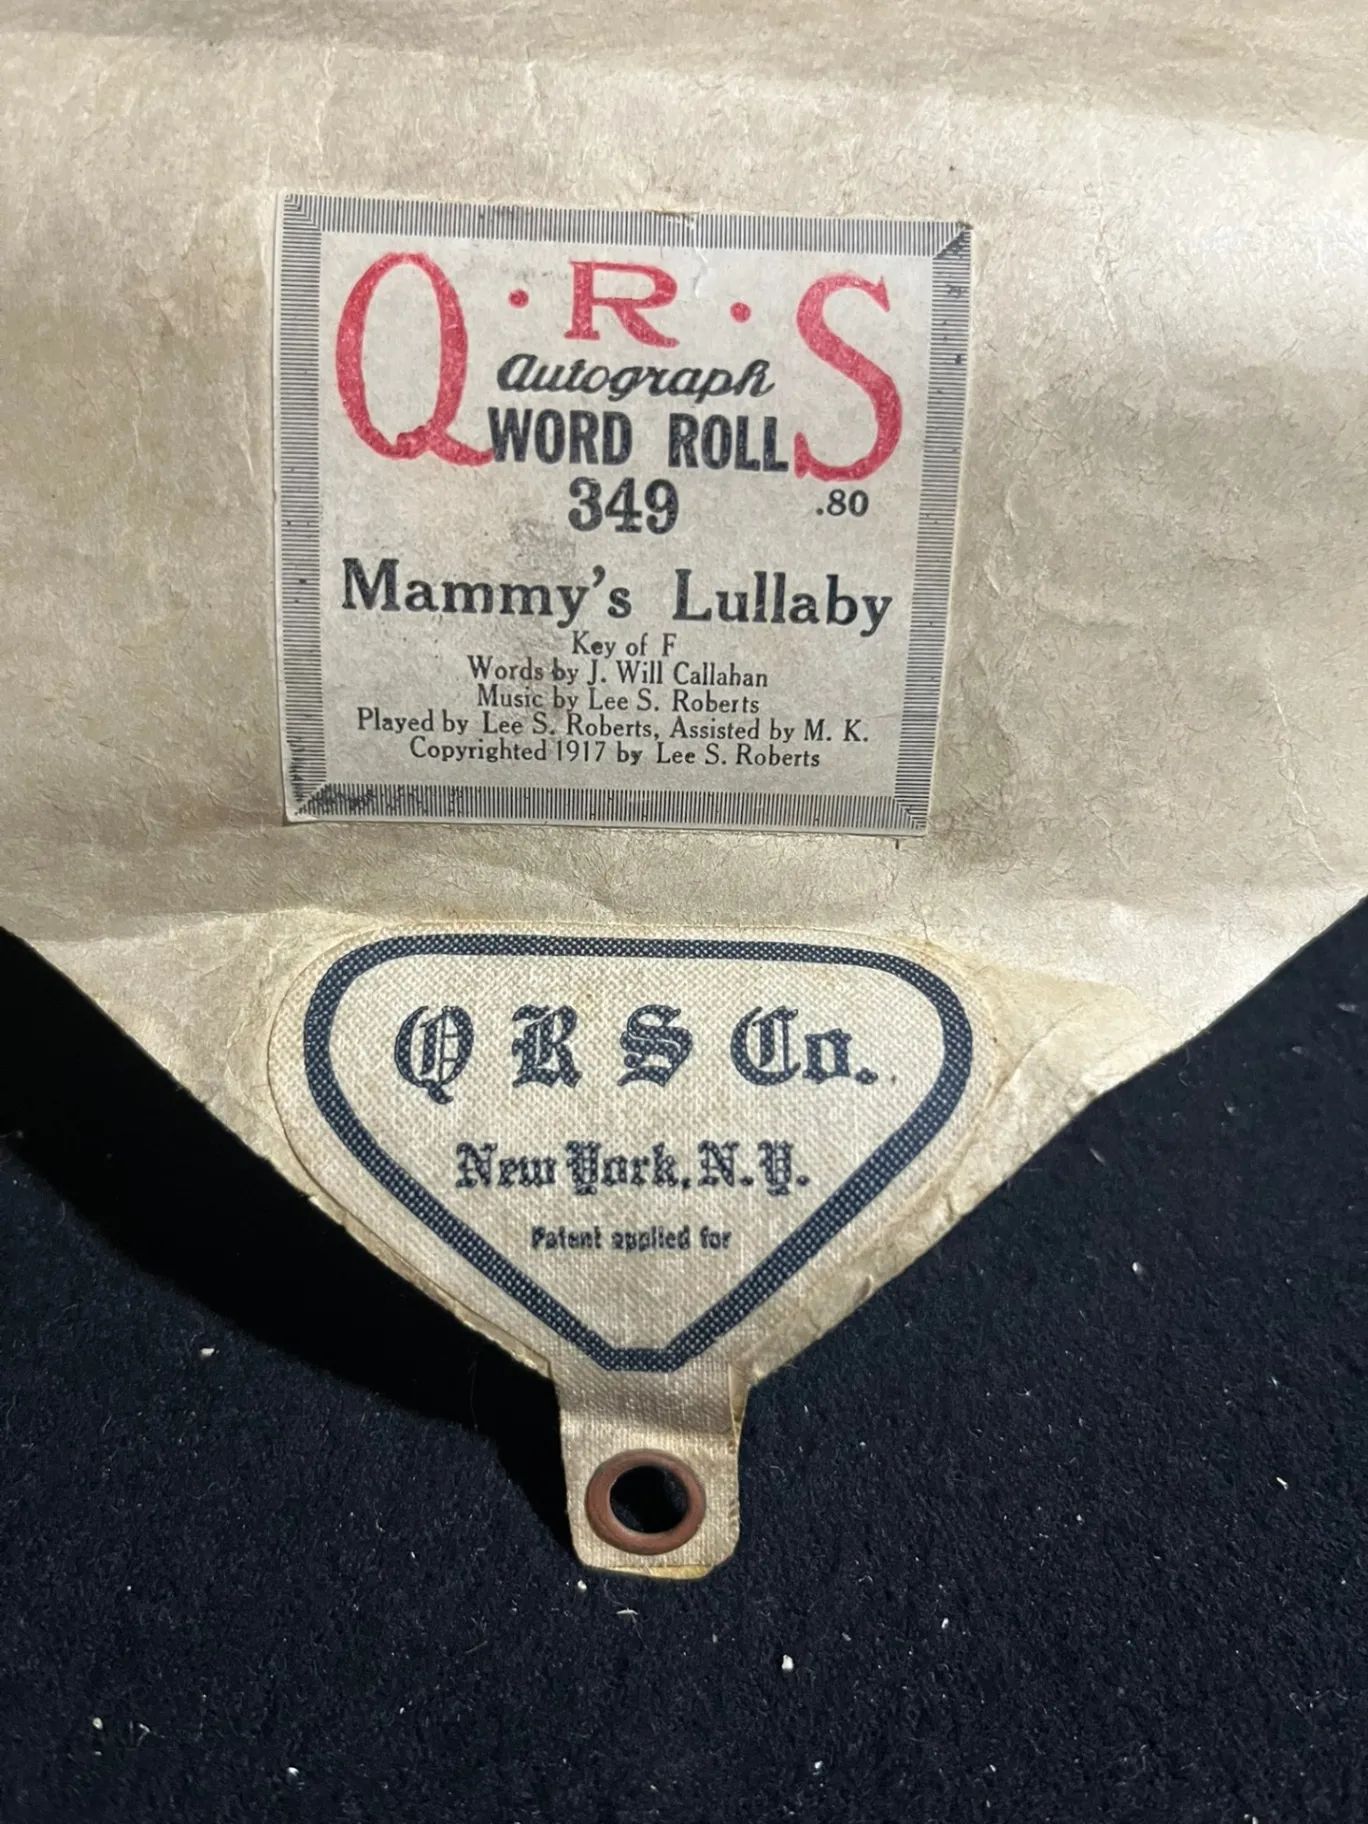 Q·R·S
Autograph
WORD ROLL
349 .80
Mammy's Lullaby
Key of F
Words by J. Will Callahan
Music by Lee S. Roberts
Played by Lee S. Roberts, Assisted by M. K.
Copyrighted 1917 by Lee S. Roberts
Q R S Co.
New York, N.Y.
Patent applied for